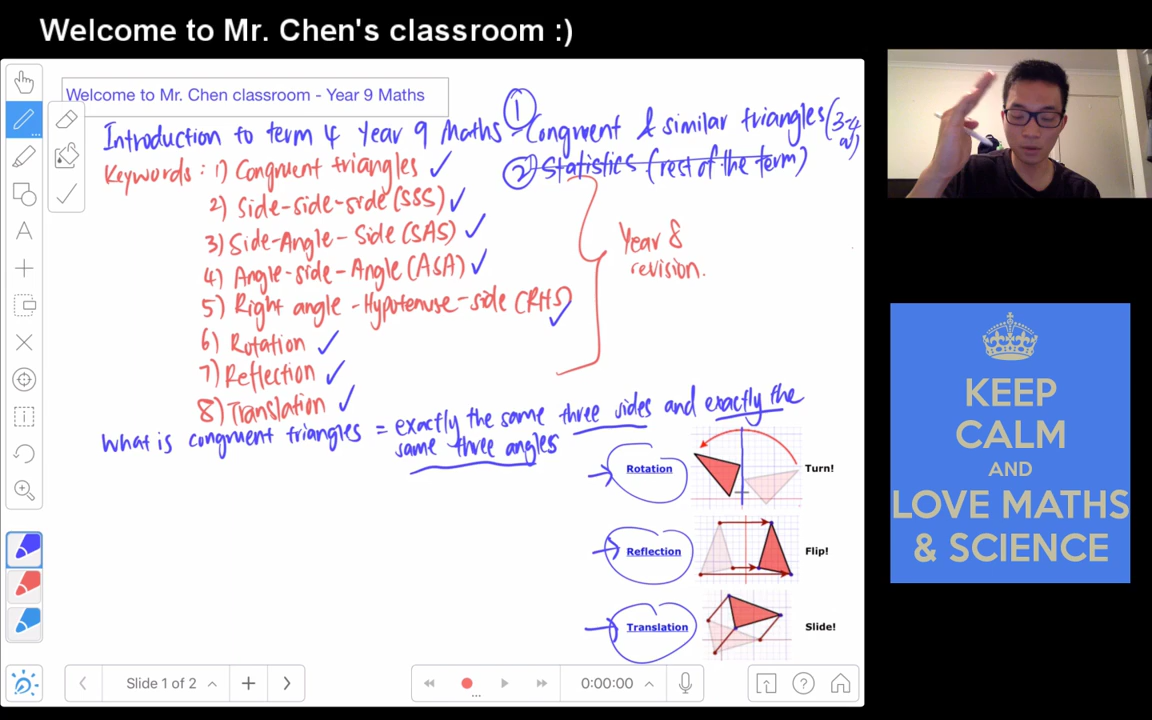 Welcome to Mr. Chen's classroom :)
Welcome to Mr. Chen classroom - Year 9 Maths
Introduction to term 4 Year 9 Maths - ① Congruent & similar triangles (3-4
② Statistics (rest of the term)
Keywords: 1) Congruent triangles ✓
2) Side-side-side (SSS) ✓
3) Side-Angle-Side (SAS) ✓
4) Angle-side-Angle (ASA) ✓
5) Right angle-Hypotenuse-side (RHS) ✓
6) Rotation ✓
7) Reflection ✓
8) Translation ✓
Year 8
revision.
What is congruent triangles = exactly the same three sides and exactly the
same three angles
Rotation
Turn!
Reflection
Flip!
Translation
Slide!
A
Slide 1 of 2
0:00:00
KEEP
CALM
AND
LOVE MATHS
& SCIENCE